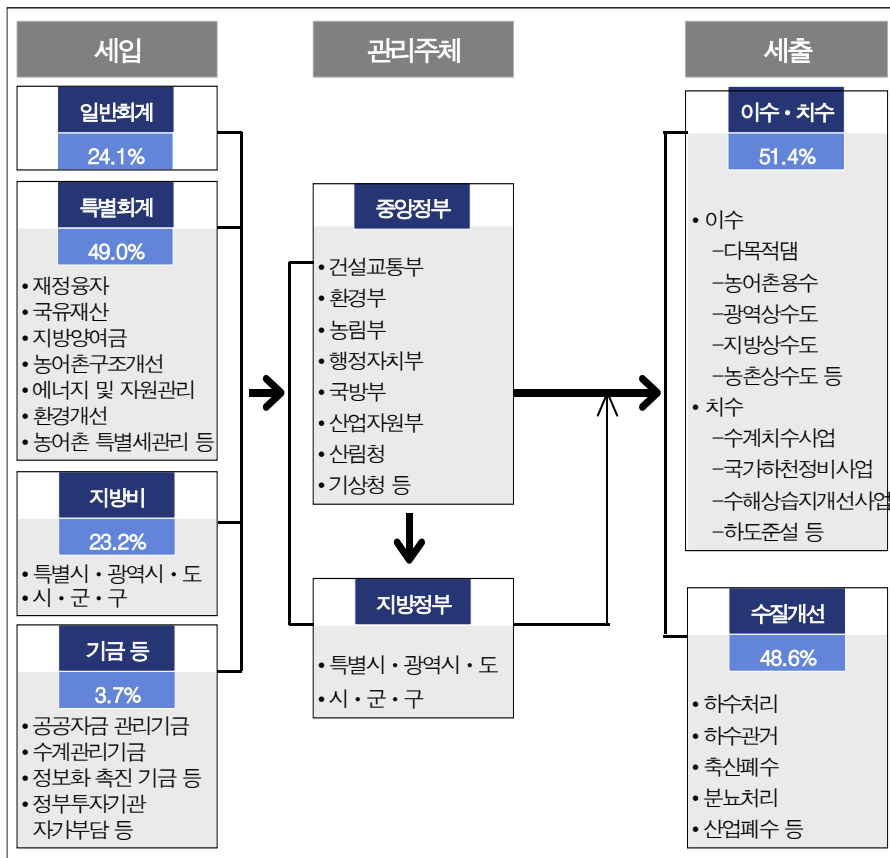 세입
일반회계
24.1%
특별회계
49.0%
• 재정융자
• 국유재산
• 지방양여금
• 농어촌구조개선
• 에너지 및 자원관리
• 환경개선
• 농어촌 특별세관리 등
지방비
23.2%
• 특별시・광역시・도
• 시・군・구
기금 등
3.7%
• 공공자금 관리기금
• 수계관리기금
• 정보화 촉진 기금 등
• 정부투자기관
자가부담 등
관리주체
중앙정부
• 건설교통부
• 환경부
• 농림부
• 행정자치부
• 국방부
• 산업자원부
• 산림청
• 기상청 등
지방정부
• 특별시・광역시・도
• 시・군・구
세출
이수・치수
51.4%
• 이수
–다목적댐
–농어촌용수
–광역상수도
–지방상수도
–농촌상수도 등
• 치수
–수계치수사업
–국가하천정비사업
–수해상습지개선사업
–하도준설 등
수질개선
48.6%
• 하수처리
• 하수관거
• 축산폐수
• 분뇨처리
• 산업폐수 등